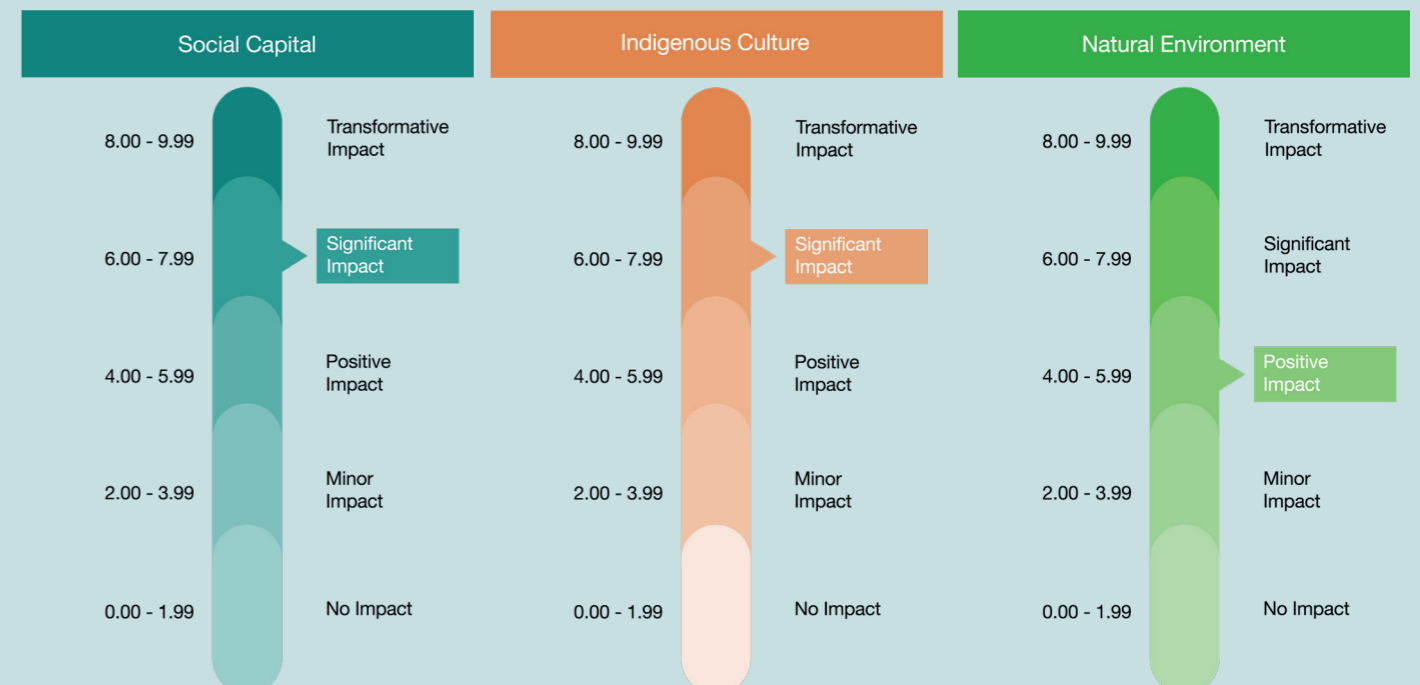 Social Capital
8.00 - 9.99
Transformative
Impact
6.00 - 7.99
Significant
Impact
4.00 - 5.99
Positive
Impact
2.00 - 3.99
Minor
Impact
0.00 - 1.99
No Impact
Indigenous Culture
8.00 - 9.99
Transformative
Impact
6.00 - 7.99
Significant
Impact
4.00 - 5.99
Positive
Impact
2.00 - 3.99
Minor
Impact
0.00 - 1.99
No Impact
Natural Environment
8.00 - 9.99
Transformative
Impact
6.00 - 7.99
Significant
Impact
4.00 - 5.99
Positive
Impact
2.00 - 3.99
Minor
Impact
0.00 - 1.99
No Impact